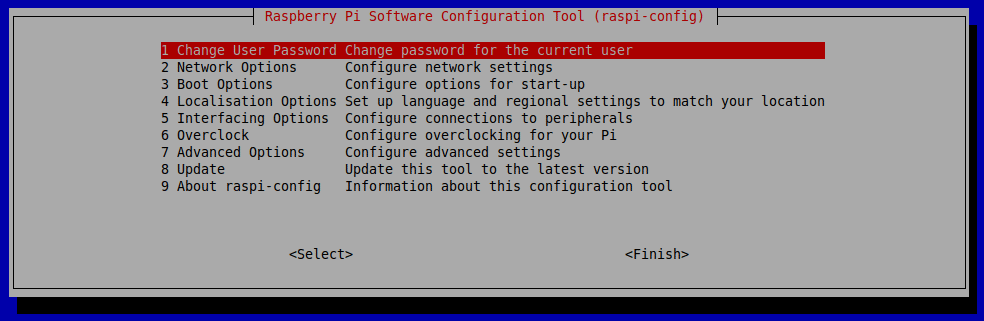 Raspberry Pi Software Configuration Tool (raspi-config)
1 Change User Password Change password for the current user
2 Network Options Configure network settings
3 Boot Options Configure options for start-up
4 Localisation Options Set up language and regional settings to match your location
5 Interfacing Options Configure connections to peripherals
6 Overclock Configure overclocking for your Pi
7 Advanced Options Configure advanced settings
8 Update Update this tool to the latest version
9 About raspi-config Information about this configuration tool
<Select> <Finish>